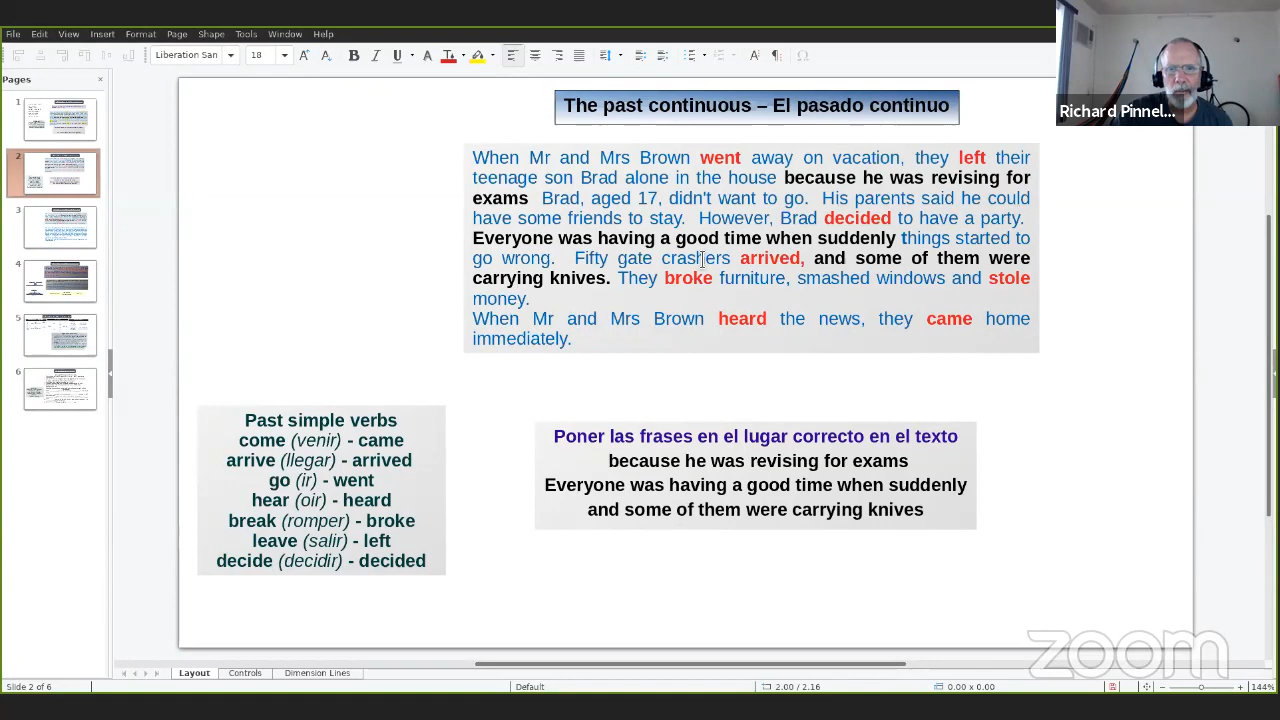 File Edit View Insert Format Page Shape Tools Window Help
Liberation San 18
Pages
1
2
3
4
5
6
The past continuous – El pasado continuo
When Mr and Mrs Brown went away on vacation, they left their
teenage son Brad alone in the house because he was revising for
exams Brad, aged 17, didn't want to go. His parents said he could
have some friends to stay. However, Brad decided to have a party.
Everyone was having a good time when suddenly things started to
go wrong. Fifty gate crashers arrived, and some of them were
carrying knives. They broke furniture, smashed windows and stole
money.
When Mr and Mrs Brown heard the news, they came home
immediately.
Past simple verbs
come (venir) - came
arrive (llegar) - arrived
go (ir) - went
hear (oir) - heard
break (romper) - broke
leave (salir) - left
decide (decidir) - decided
Poner las frases en el lugar correcto en el texto
because he was revising for exams
Everyone was having a good time when suddenly
and some of them were carrying knives
Richard Pinnel...
zoom
Layout Controls Dimension Lines
Slide 2 of 6 Default 2.00 / 2.16 0.00 x 0.00 144%